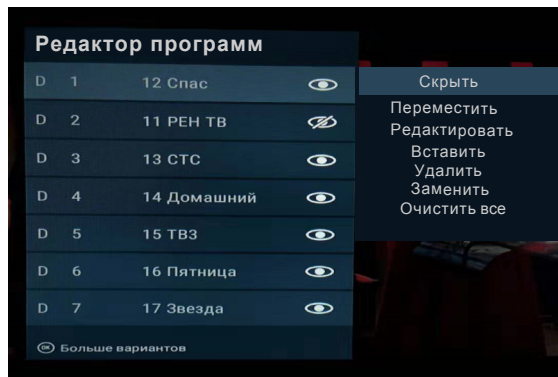 Редактор программ
D 1 12 Спас
D 2 11 РЕН ТВ
D 3 13 СТС
D 4 14 Домашний
D 5 15 ТВ3
D 6 16 Пятница
D 7 17 Звезда
OK Больше вариантов
Скрыть
Переместить
Редактировать
Вставить
Удалить
Заменить
Очистить все